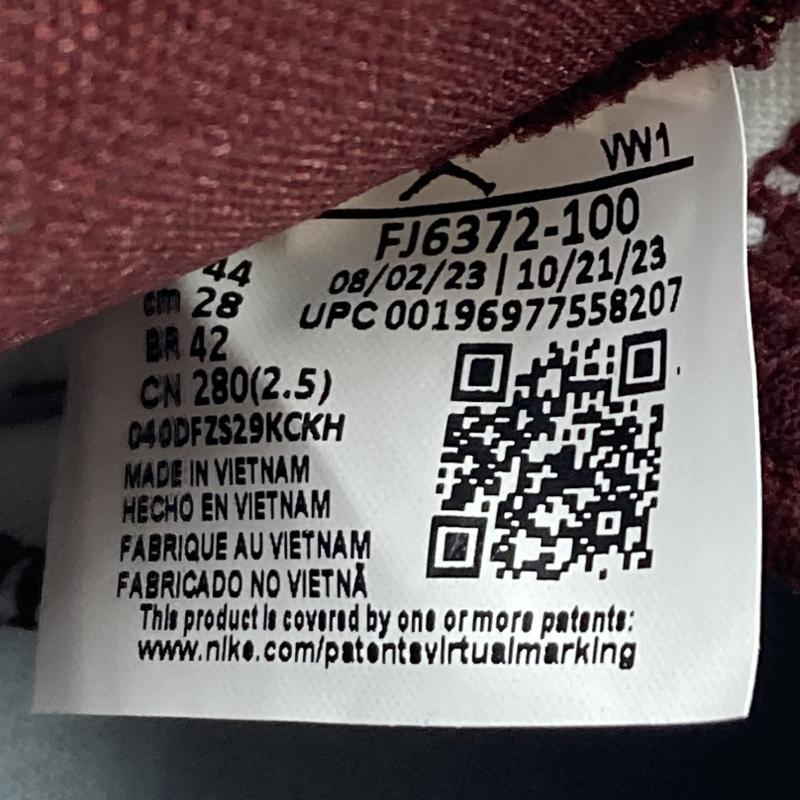 VW1
FJ6372-100
44
08/02/23 | 10/21/23
cm 28
UPC 00196977558207
BR 42
CN 280(2.5)
040DFZS29KCKH
MADE IN VIETNAM
HECHO EN VIETNAM
FABRIQUE AU VIETNAM
FABRICADO NO VIETNÃ
This product is covered by one or more patents:
www.nike.com/patentsvirtualmarking